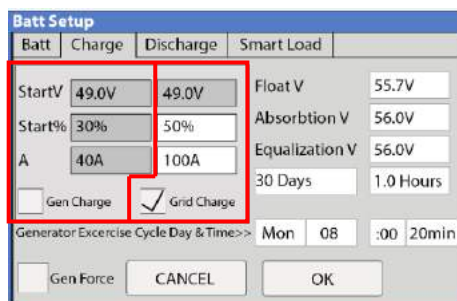 Batt Setup
Batt Charge Discharge Smart Load
StartV 49.0V 49.0V Float V 55.7V
Start% 30% 50% Absorbtion V 56.0V
A 40A 100A Equalization V 56.0V
30 Days 1.0 Hours
Gen Charge Grid Charge
Generator Excercise Cycle Day & Time>> Mon 08 :00 20min
Gen Force CANCEL OK